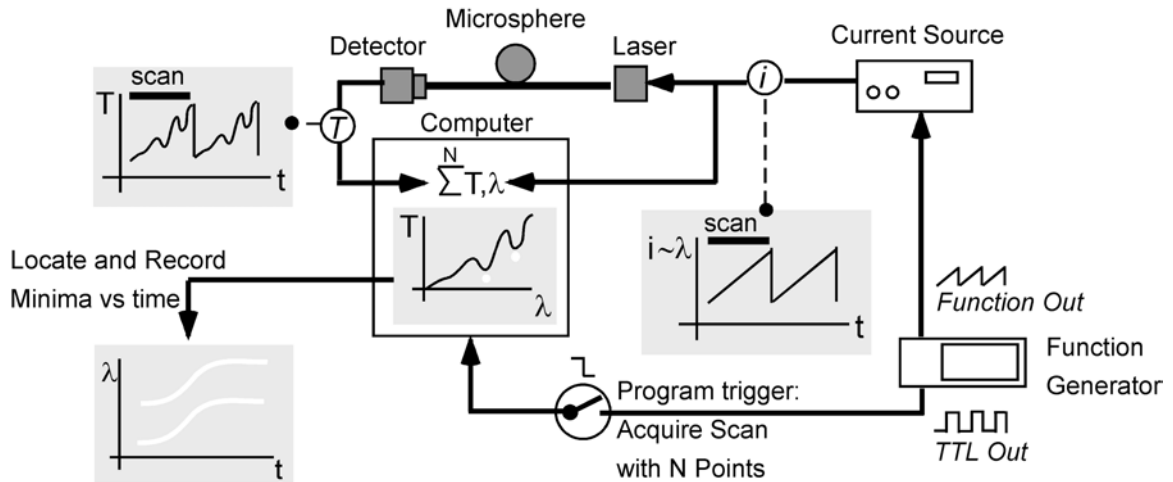 Microsphere
Detector
Laser
Current Source
scan
T
t
T
i
Computer
N
∑ T, λ
T
λ
scan
i~λ
t
Locate and Record
Minima vs time
λ
t
Function Out
Function
Generator
TTL Out
Program trigger:
Acquire Scan
with N Points